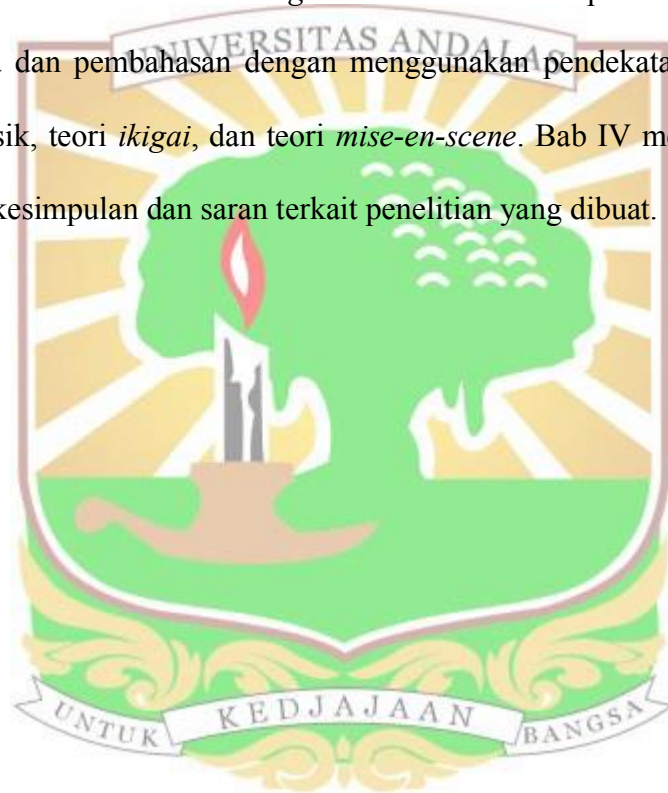 UNIVERSITAS ANDALAS
dan pembahasan dengan menggunakan pendekata
sik, teori ikigai, dan teori mise-en-scene. Bab IV m
kesimpulan dan saran terkait penelitian yang dibuat.
UNTUK KEDJAJAAN BANGSA